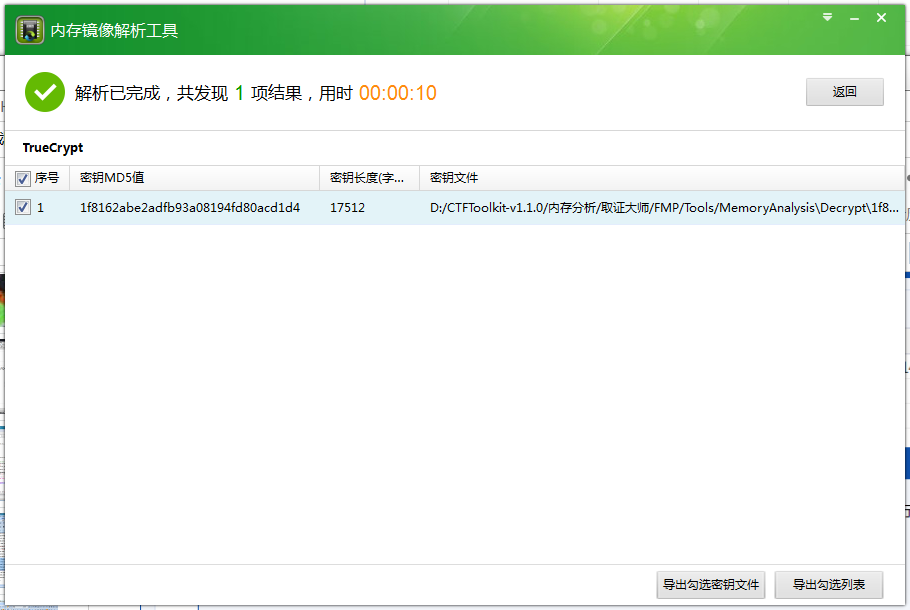 内存镜像解析工具
解析已完成，共发现 1 项结果，用时 00:00:10
返回
TrueCrypt
序号 密钥MD5值 密钥长度(字... 密钥文件
1 1f8162abe2adfb93a08194fd80acd1d4 17512 D:/CTFToolkit-v1.1.0/内存分析/取证大师/FMP/Tools/MemoryAnalysis\Decrypt\1f8...
导出勾选密钥文件 导出勾选列表